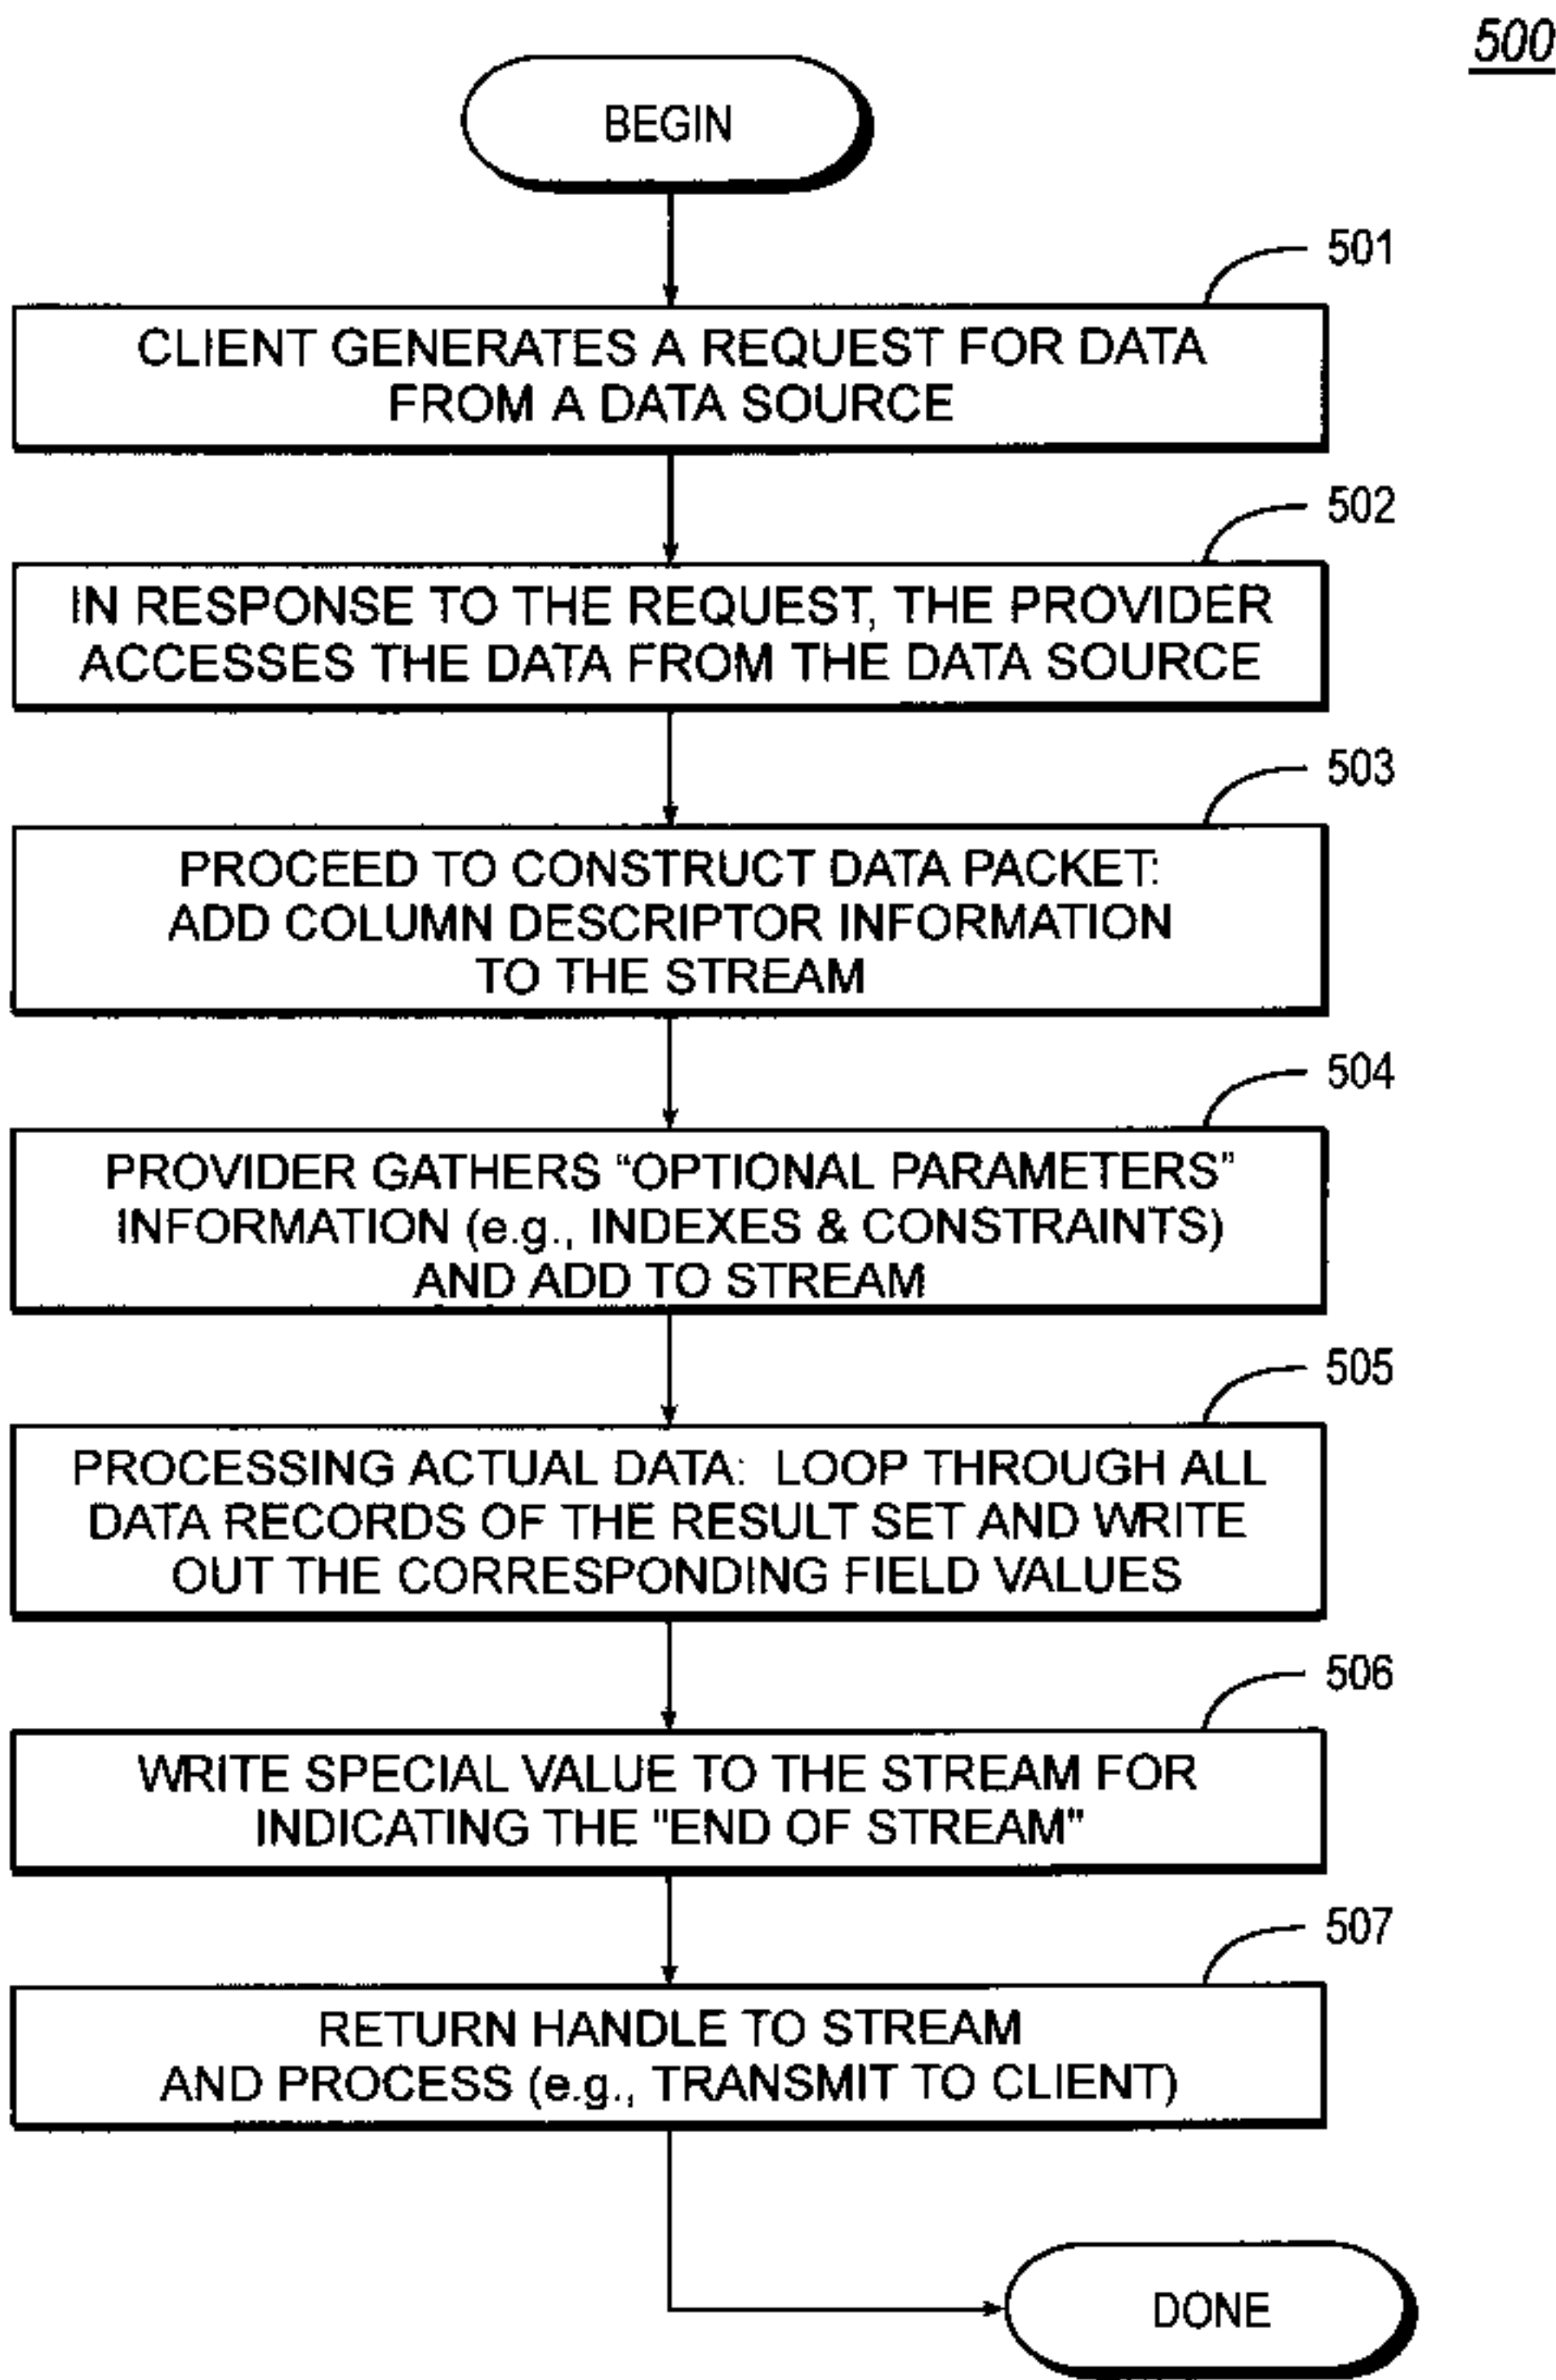 500
BEGIN
501
CLIENT GENERATES A REQUEST FOR DATA
FROM A DATA SOURCE
502
IN RESPONSE TO THE REQUEST, THE PROVIDER
ACCESSES THE DATA FROM THE DATA SOURCE
503
PROCEED TO CONSTRUCT DATA PACKET:
ADD COLUMN DESCRIPTOR INFORMATION
TO THE STREAM
504
PROVIDER GATHERS “OPTIONAL PARAMETERS”
INFORMATION (e.g., INDEXES & CONSTRAINTS)
AND ADD TO STREAM
505
PROCESSING ACTUAL DATA: LOOP THROUGH ALL
DATA RECORDS OF THE RESULT SET AND WRITE
OUT THE CORRESPONDING FIELD VALUES
506
WRITE SPECIAL VALUE TO THE STREAM FOR
INDICATING THE "END OF STREAM"
507
RETURN HANDLE TO STREAM
AND PROCESS (e.g., TRANSMIT TO CLIENT)
DONE